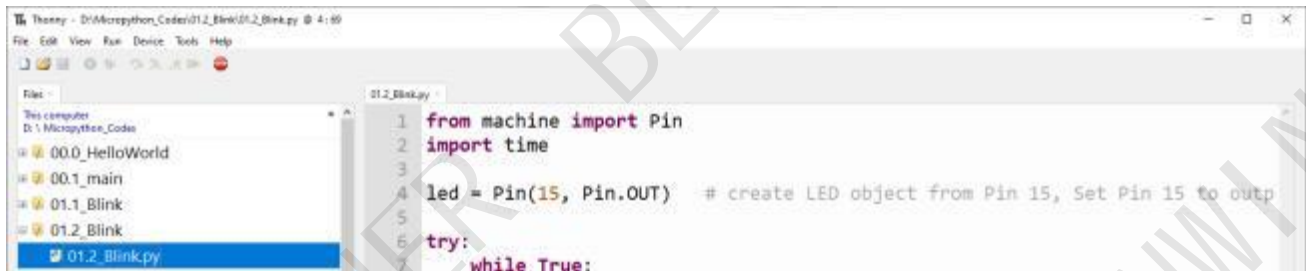 Thonny - D:\Micropython_Codes\01.2_Blink\01.2_Blink.py @ 4:69
File Edit View Run Device Tools Help
Files
This computer
D: \ Micropython_Codes
00.0_HelloWorld
00.1_main
01.1_Blink
01.2_Blink
01.2_Blink.py
01.2_Blink.py
1 from machine import Pin
2 import time
3
4 led = Pin(15, Pin.OUT)   # create LED object from Pin 15, Set Pin 15 to outp
5
6 try:
7     while True: